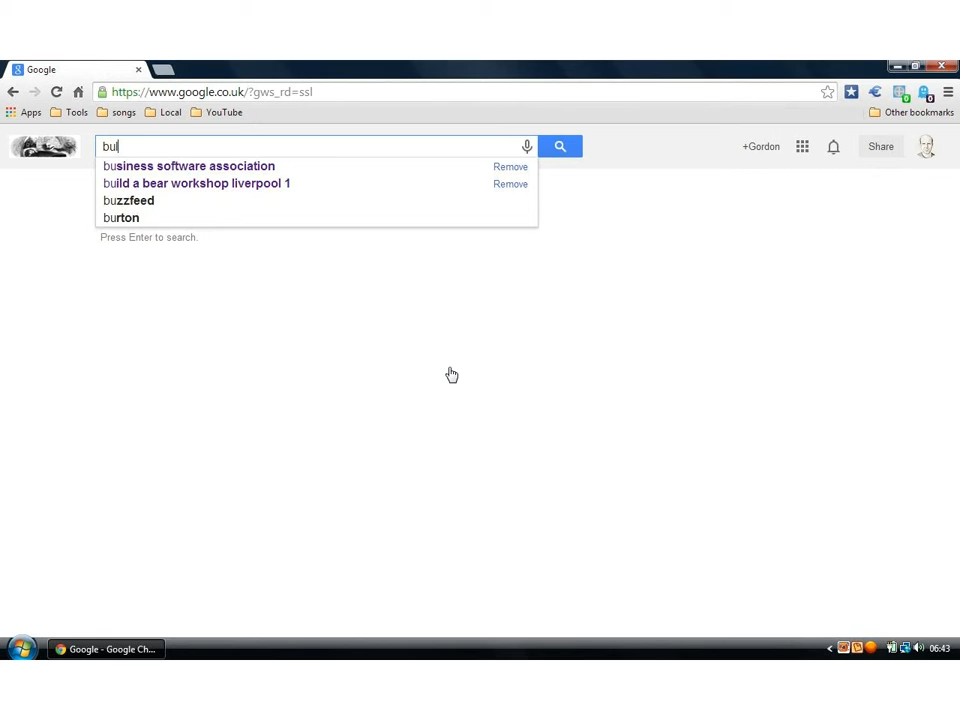 Google
https://www.google.co.uk/?gws_rd=ssl
Apps Tools songs Local YouTube Other bookmarks
bul
+Gordon Share
business software association Remove
build a bear workshop liverpool 1 Remove
buzzfeed
burton
Press Enter to search.
Google - Google Ch... 06:43